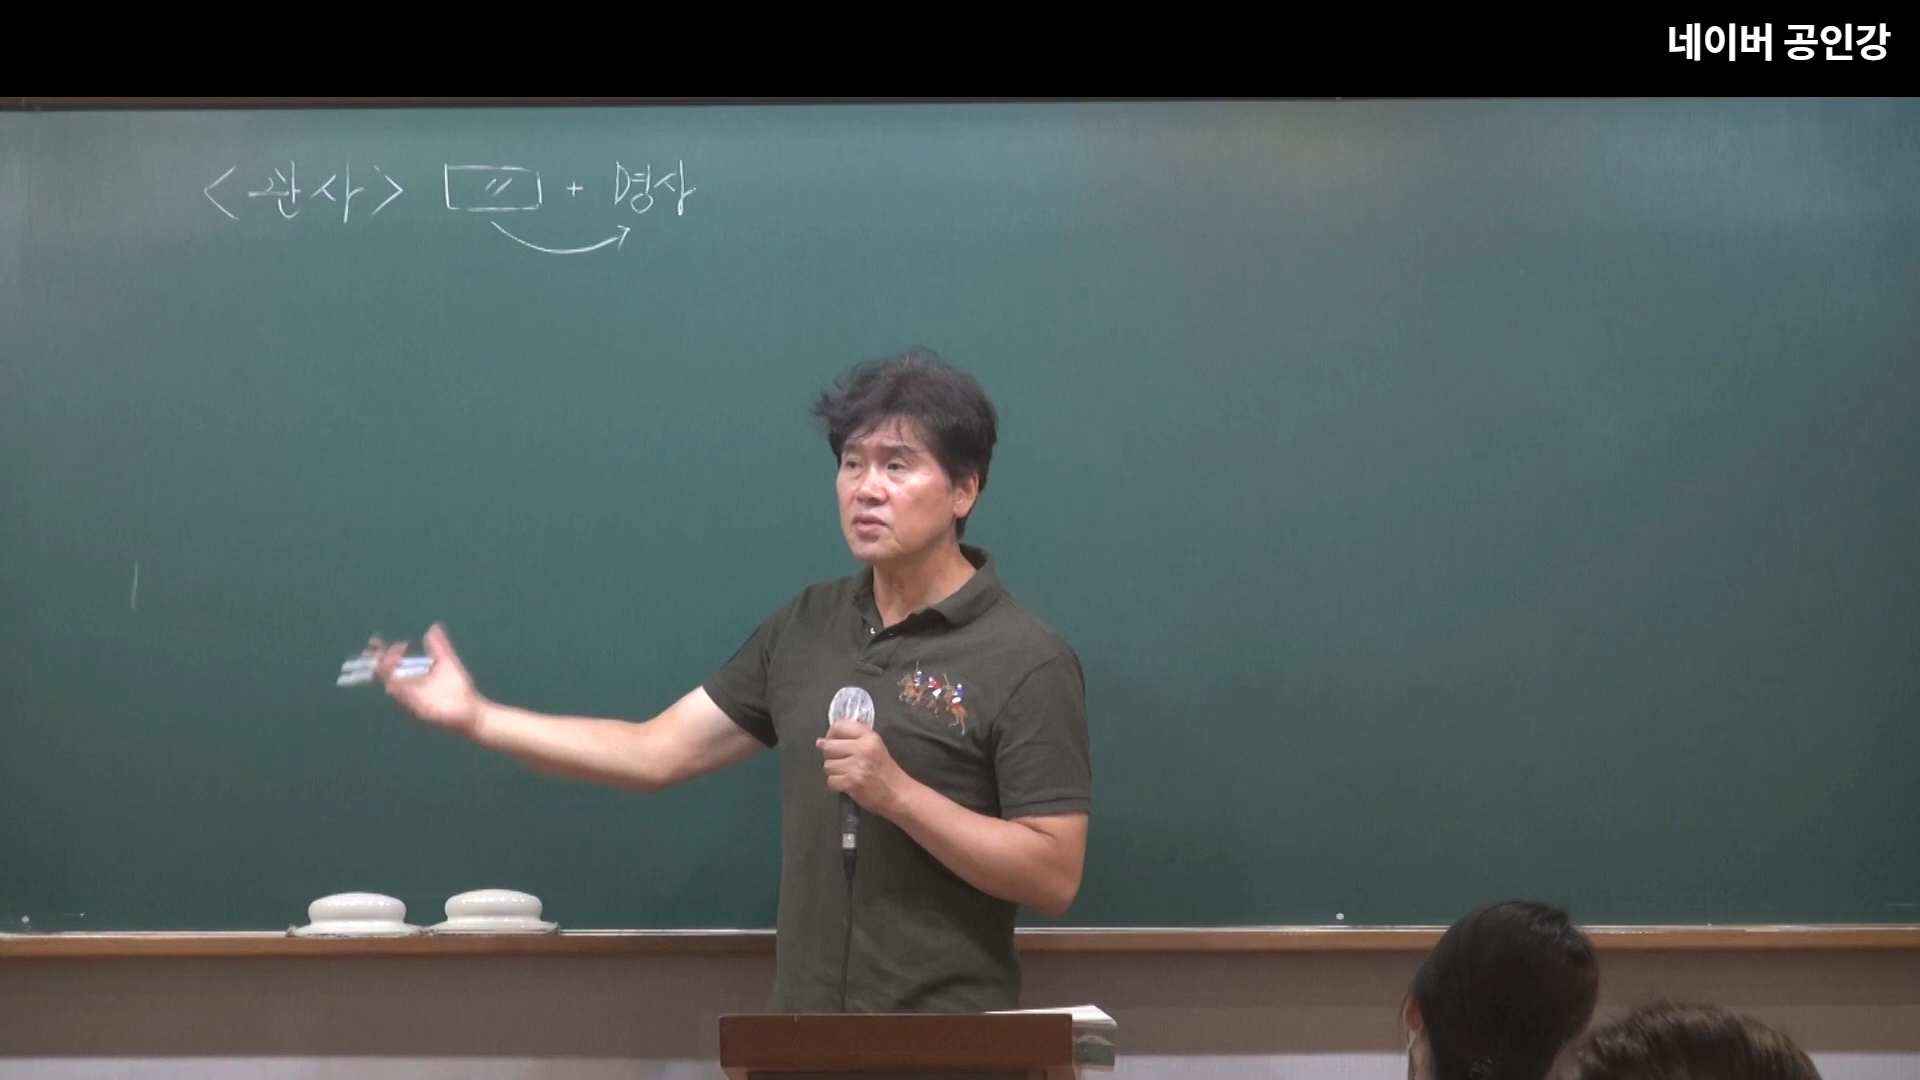 네이버 공인강
<관사> 〃 + 명사